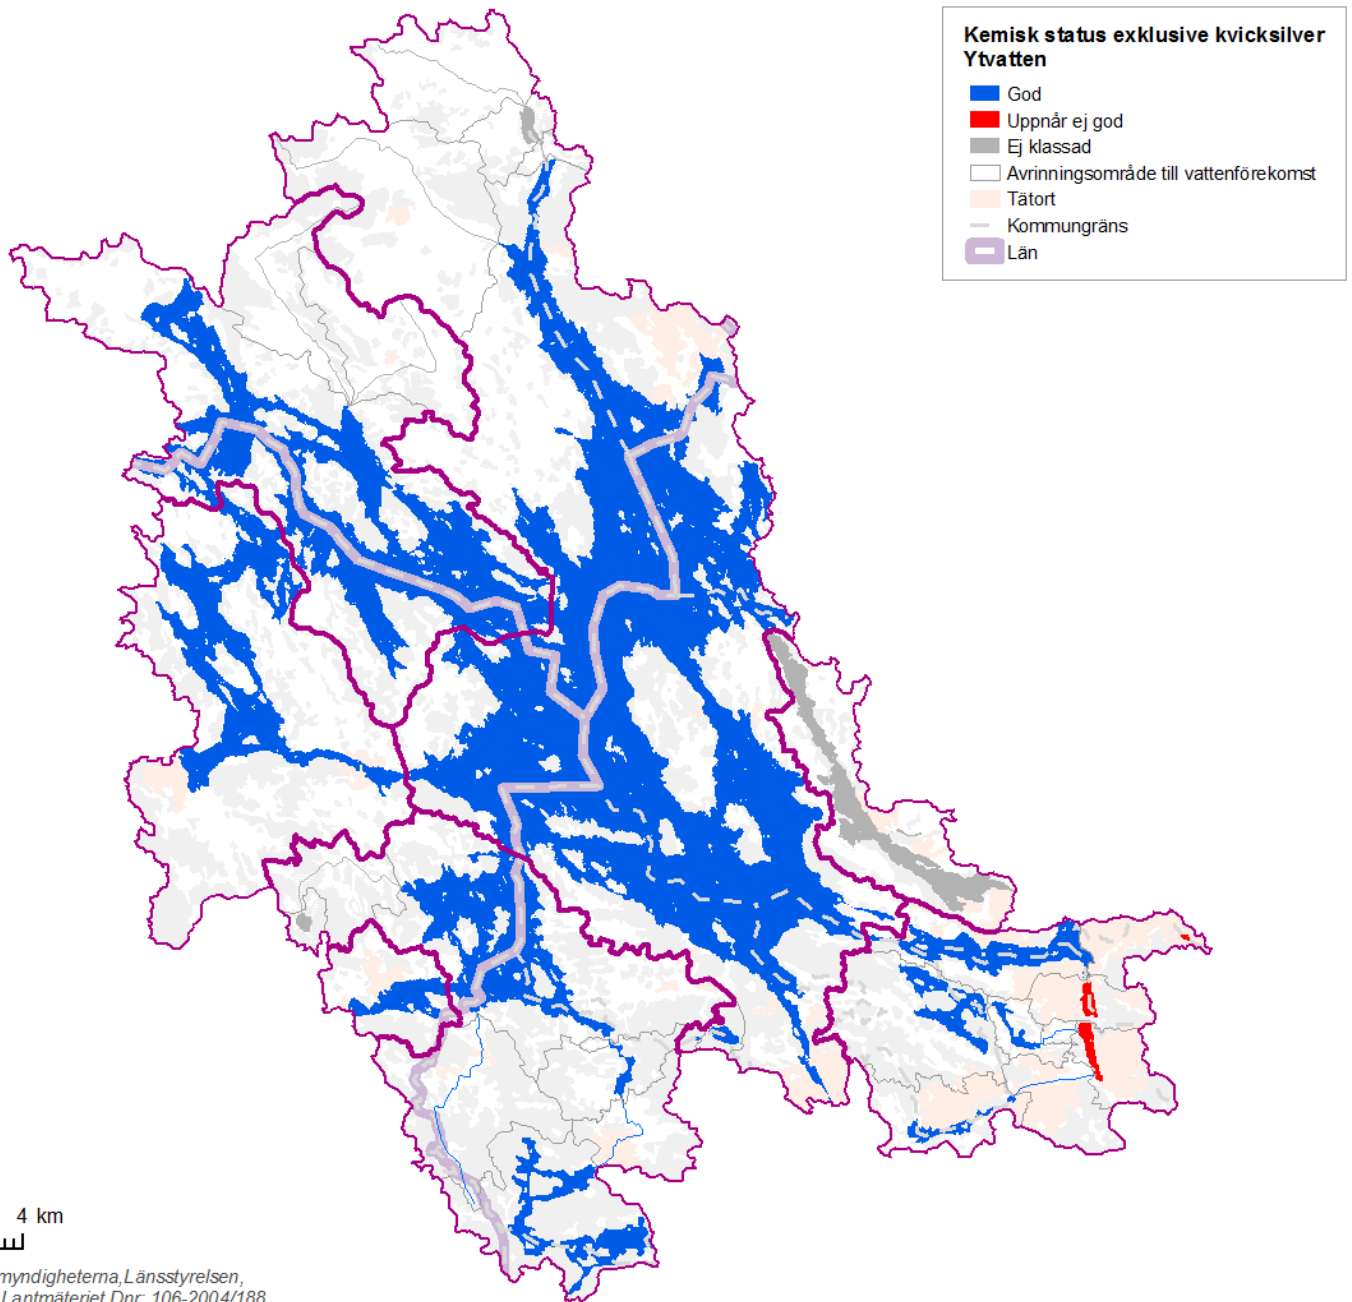 Kemisk status exklusive kvicksilver
Ytvatten
God
Uppnår ej god
Ej klassad
Avrinningsområde till vattenförekomst
Tätort
Kommungräns
Län
4 km
myndigheterna,Länsstyrelsen,
Lantmäteriet Dnr: 106-2004/188